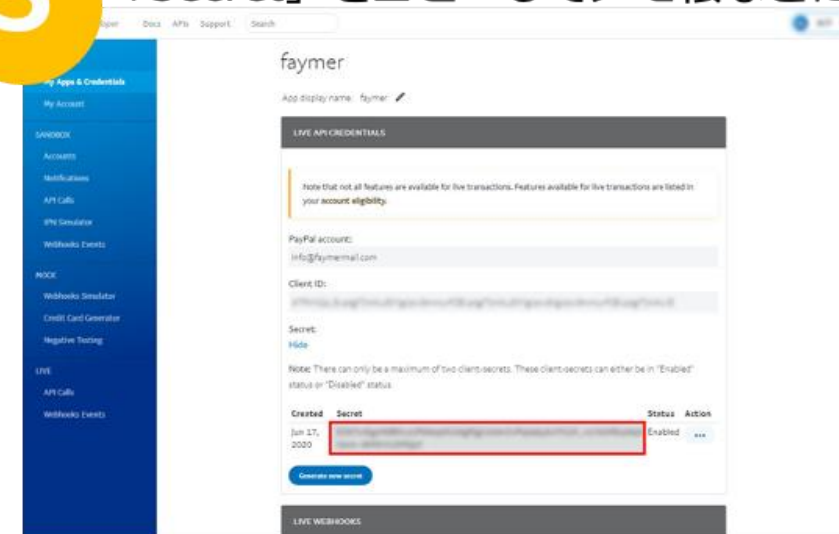 Docs APIs Support Search
faymer
My Apps & Credentials
My Account
App display name: faymer
LIVE API CREDENTIALS
SANDBOX
Accounts
Notifications
API Calls
IPN Simulator
Webhooks Events
Note that not all features are available for live transactions. Features available for live transactions are listed in
your account eligibility.
PayPal account:
info@faymermail.com
MOCK
Webhooks Simulator
Credit Card Generator
Negative Testing
Client ID:
Secret:
Hide
Note: There can only be a maximum of two client-secrets. These client-secrets can either be in "Enabled"
status or "Disabled" status.
LIVE
API Calls
Webhooks Events
Created Secret Status Action
Jun 17, Enabled
2020
Generate new secret
LIVE WEBHOOKS